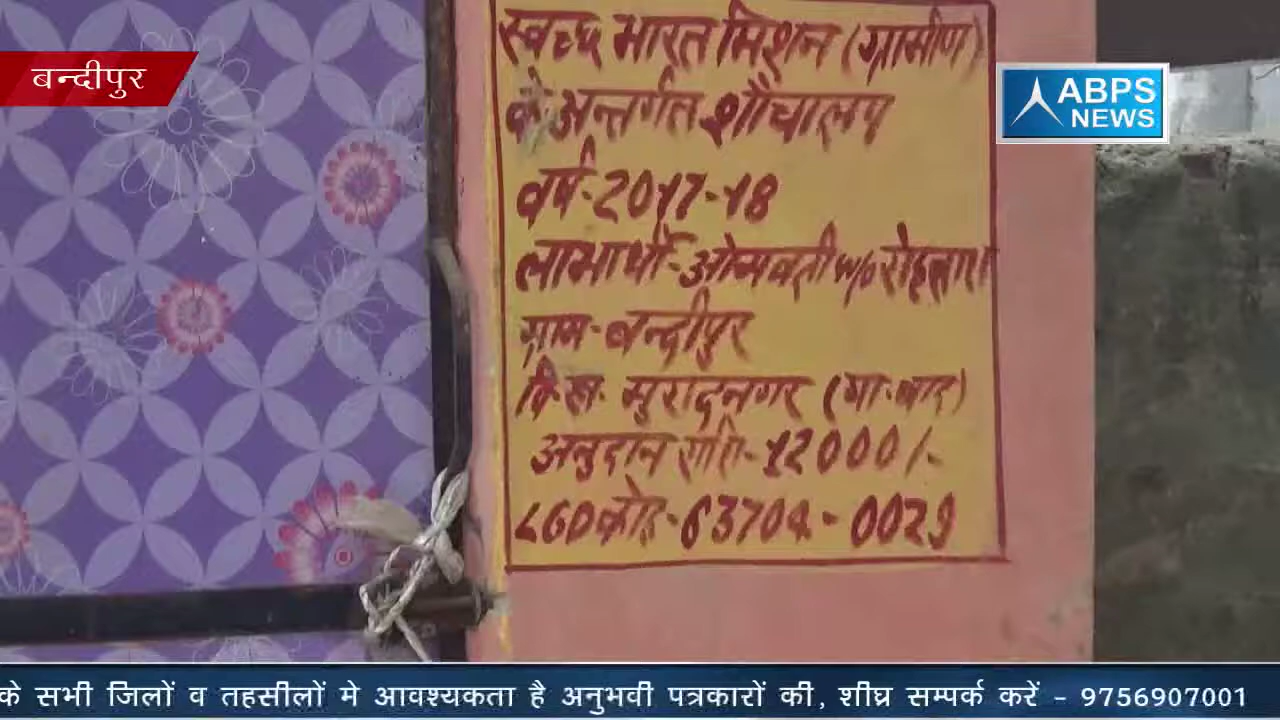 स्वच्छ भारत मिशन (ग्रामीण)
के अन्तर्गत शौचालय
वर्ष-2017-18
लाभार्थी-ओमवती w/o
ग्राम-बन्दीपुर
वि.ख. मुरादनगर (गा.बाद)
अनुदान राशि-12000/-
LGD कोड-63704-0029
बन्दीपुर
ABPS
NEWS
के सभी जिलों व तहसीलों मे आवश्यकता है अनुभवी पत्रकारों की, शीघ्र सम्पर्क करें - 9756907001